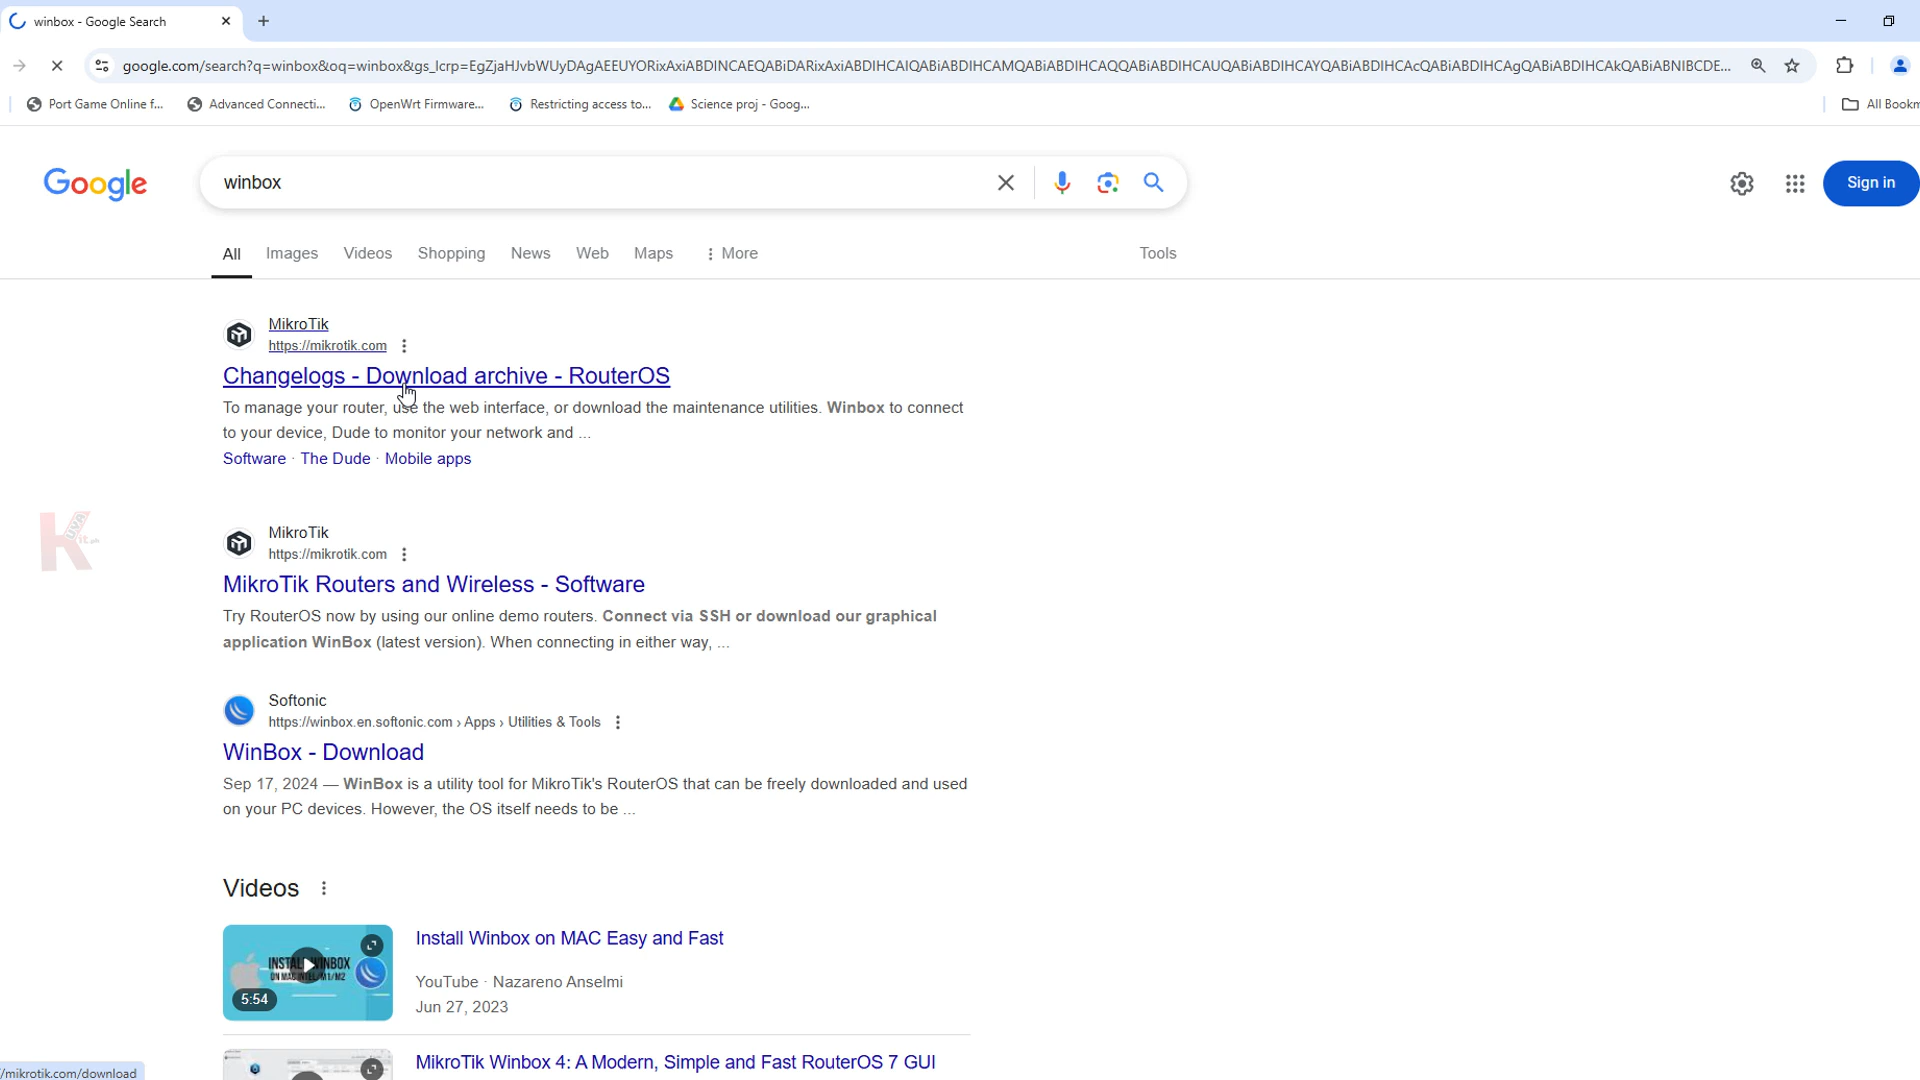 winbox - Google Search
google.com/search?q=winbox&oq=winbox&gs_lcrp=EgZjaHJvbWUyDAgAEEUYORixAxiABDINCAEQABiDARixAxiABDIHCAIQABiABDIHCAMQABiABDIHCAQQABiABDIHCAUQABiABDIHCAYQABiABDIHCAcQABiABDIHCAgQABiABDIHCAkQABiABNIBCDE...
Port Game Online f...
Advanced Connecti...
OpenWrt Firmware...
Restricting access to...
Science proj - Goog...
All Bookm
Google
winbox
Sign in
All
Images
Videos
Shopping
News
Web
Maps
More
Tools
MikroTik
https://mikrotik.com
Changelogs - Download archive - RouterOS
To manage your router, use the web interface, or download the maintenance utilities. Winbox to connect
to your device, Dude to monitor your network and ...
Software · The Dude · Mobile apps
MikroTik
https://mikrotik.com
MikroTik Routers and Wireless - Software
Try RouterOS now by using our online demo routers. Connect via SSH or download our graphical
application WinBox (latest version). When connecting in either way, ...
Softonic
https://winbox.en.softonic.com › Apps › Utilities & Tools
WinBox - Download
Sep 17, 2024 — WinBox is a utility tool for MikroTik's RouterOS that can be freely downloaded and used
on your PC devices. However, the OS itself needs to be ...
Videos
5:54
Install Winbox on MAC Easy and Fast
YouTube · Nazareno Anselmi
Jun 27, 2023
MikroTik Winbox 4: A Modern, Simple and Fast RouterOS 7 GUI
/mikrotik.com/download